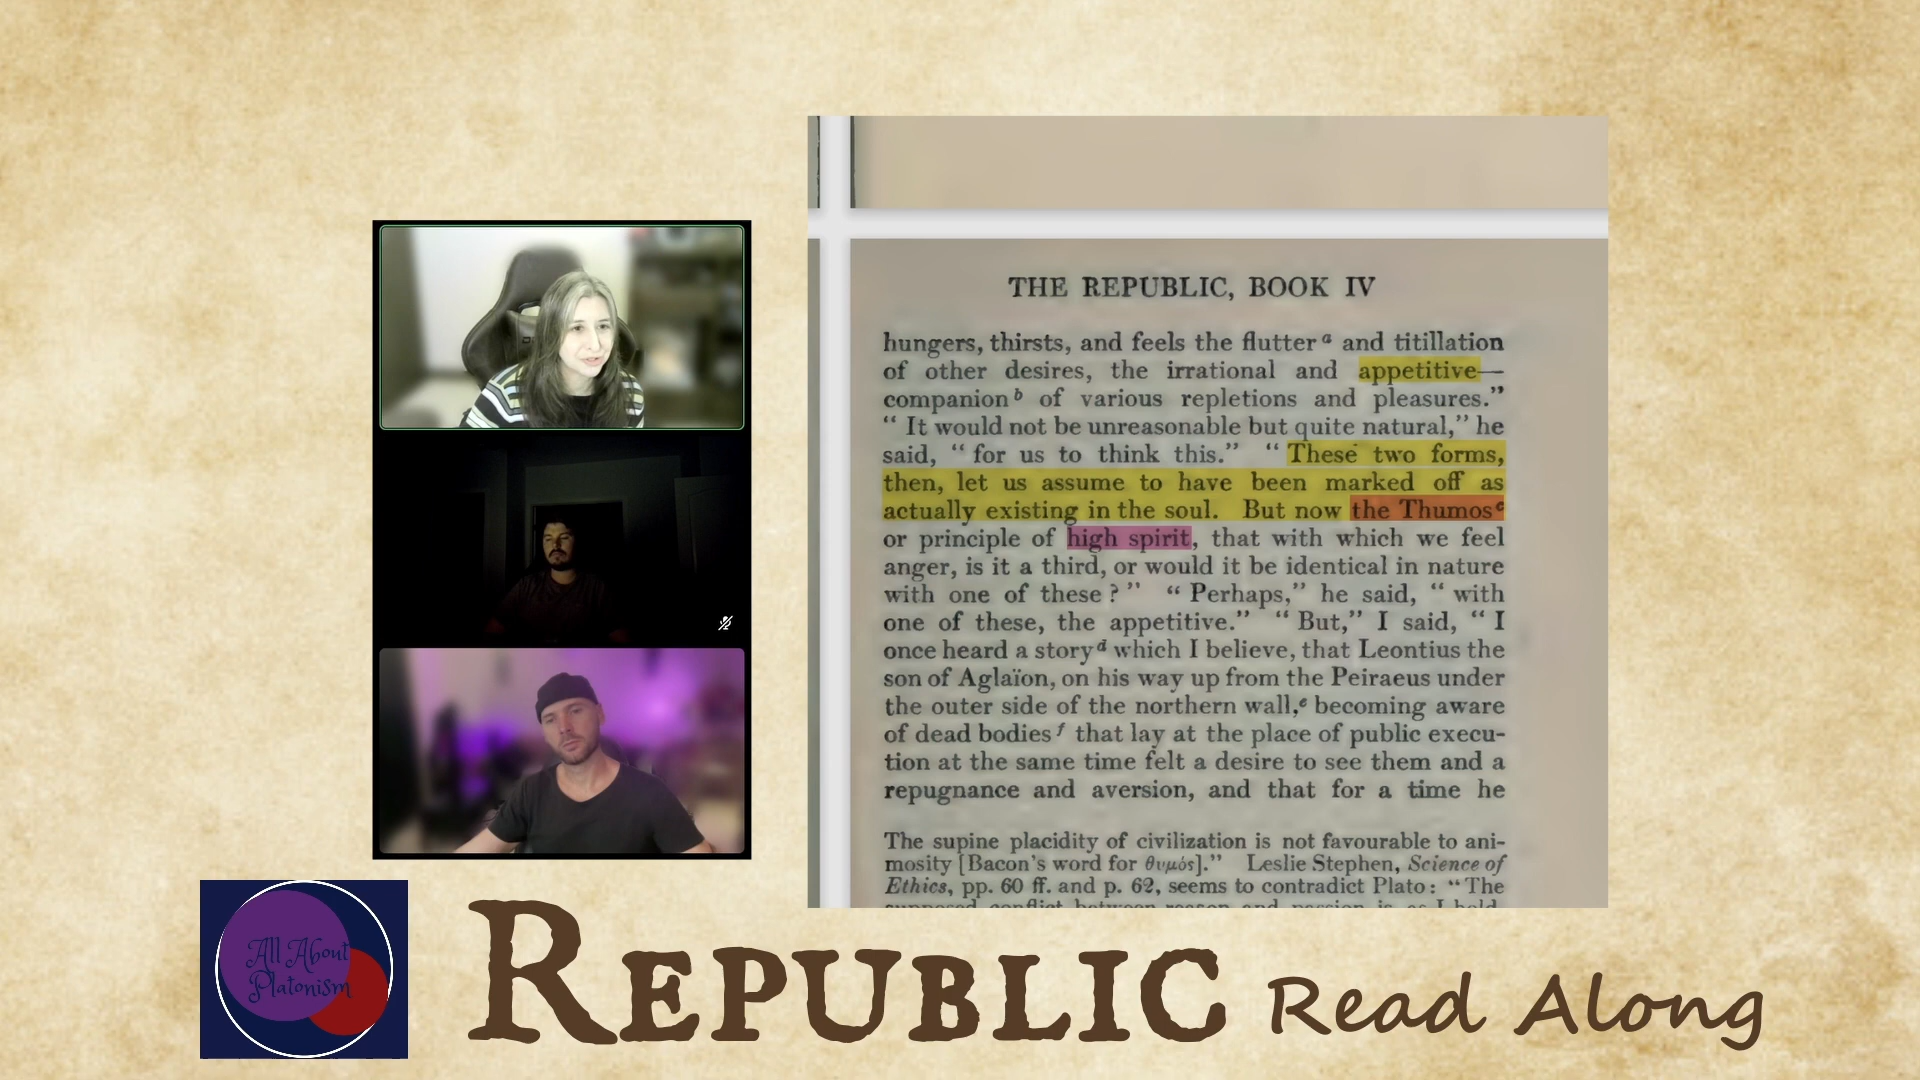 THE REPUBLIC, BOOK IV
hungers, thirsts, and feels the flutter ᵃ and titillation
of other desires, the irrational and appetitive—
companion ᵇ of various repletions and pleasures.”
“ It would not be unreasonable but quite natural,” he
said, “ for us to think this.” “ These two forms,
then, let us assume to have been marked off as
actually existing in the soul. But now the Thumos ᶜ
or principle of high spirit, that with which we feel
anger, is it a third, or would it be identical in nature
with one of these ? ” “ Perhaps,” he said, “ with
one of these, the appetitive.” “ But,” I said, “ I
once heard a story ᵈ which I believe, that Leontius the
son of Aglaïon, on his way up from the Peiraeus under
the outer side of the northern wall,ᵉ becoming aware
of dead bodies ᶠ that lay at the place of public execu-
tion at the same time felt a desire to see them and a
repugnance and aversion, and that for a time he
The supine placidity of civilization is not favourable to ani-
mosity [Bacon’s word for θυμός].” Leslie Stephen, Science of
Ethics, pp. 60 ff. and p. 62, seems to contradict Plato : “ The
supposed conflict between reason and passion is, as I hold,
All About
Platonism
REPUBLIC Read Along